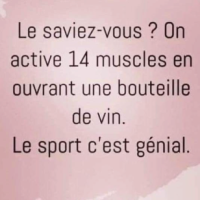 Le saviez-vous ? On
active 14 muscles en
ouvrant une bouteille
de vin.
Le sport c'est génial.